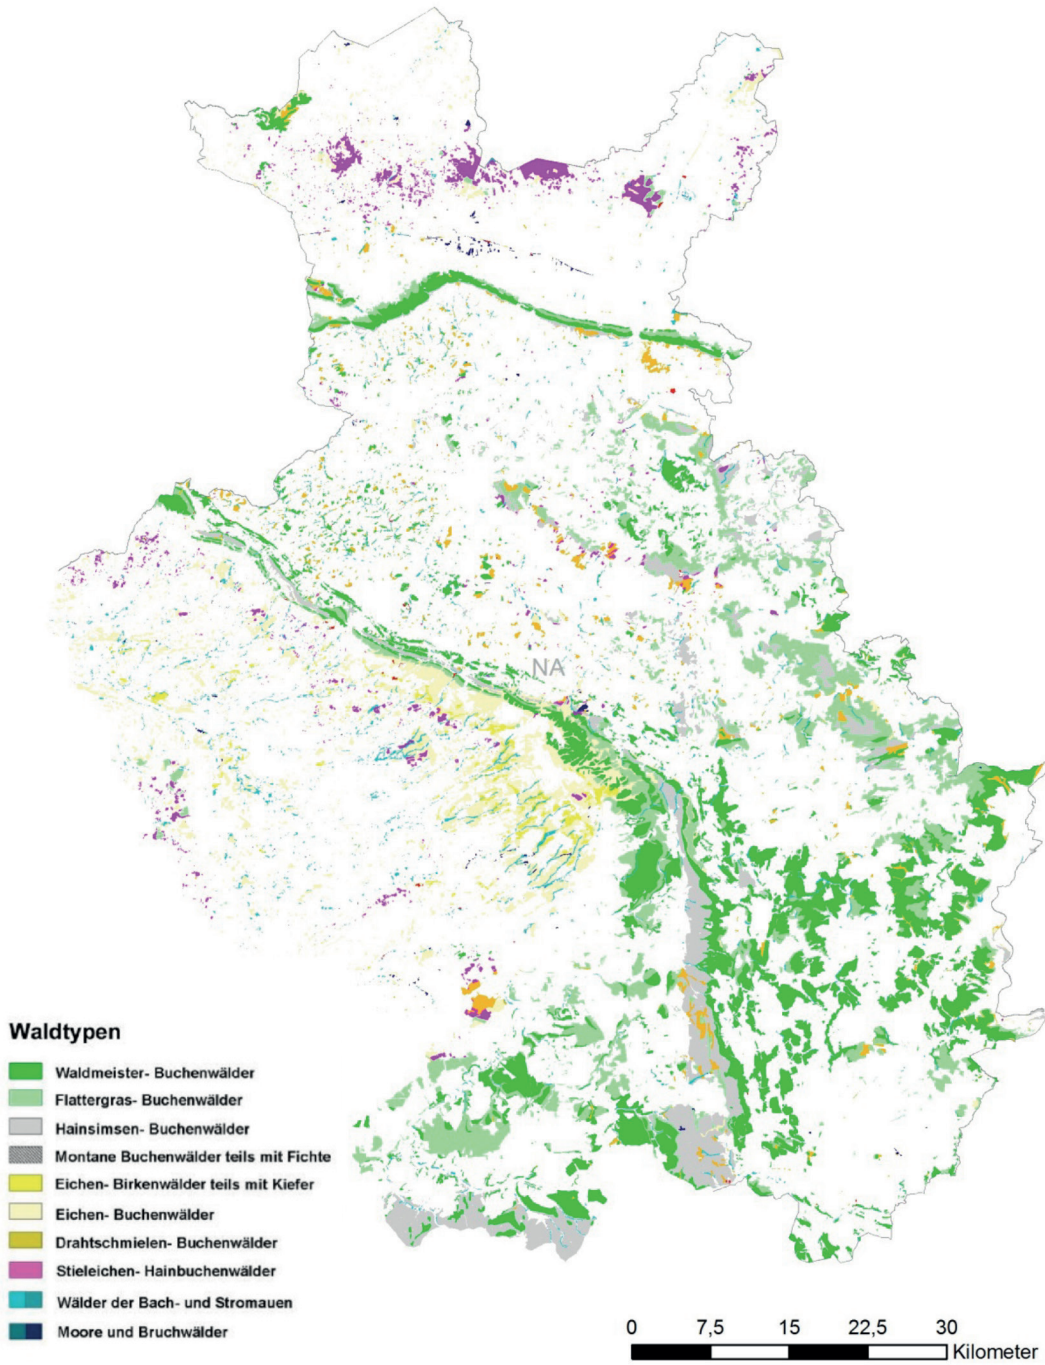 NA
Waldtypen
Waldmeister- Buchenwälder
Flattergras- Buchenwälder
Hainsimsen- Buchenwälder
Montane Buchenwälder teils mit Fichte
Eichen- Birkenwälder teils mit Kiefer
Eichen- Buchenwälder
Drahtschmielen- Buchenwälder
Stieleichen- Hainbuchenwälder
Wälder der Bach- und Stromauen
Moore und Bruchwälder
0 7,5 15 22,5 30
Kilometer